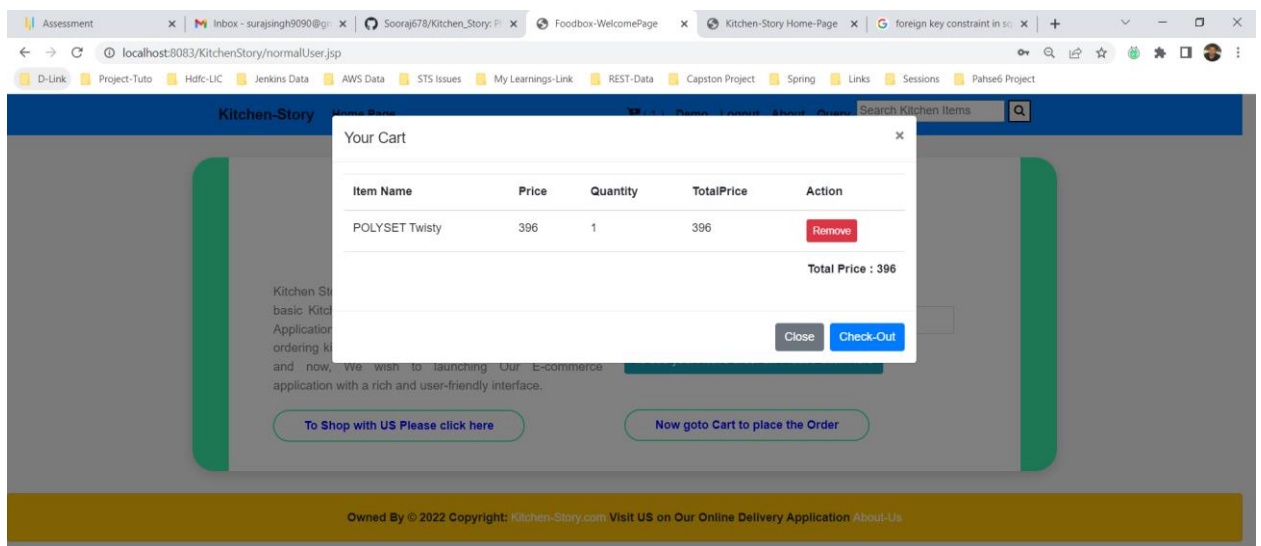 Assessment
Inbox - surajsingh9090@gm
Sooraj678/Kitchen_Story: Pl
Foodbox-WelcomePage
Kitchen-Story Home-Page
foreign key constraint in sq
localhost:8083/KitchenStory/normalUser.jsp
D-Link Project-Tuto Hdfc-LIC Jenkins Data AWS Data STS Issues My Learnings-Link REST-Data Capston Project Spring Links Sessions Pahse6 Project
Kitchen-Story Home Page ( 1 ) Demo Logout About Query Search Kitchen Items
Your Cart ×
Item Name Price Quantity TotalPrice Action
POLYSET Twisty 396 1 396 Remove
Total Price : 396
Close Check-Out
Kitchen St
basic Kitch
Application
ordering ki
and now, We wish to launching Our E-commerce
application with a rich and user-friendly interface.
To Shop with US Please click here
Now goto Cart to place the Order
Owned By © 2022 Copyright: Kitchen-Story.com Visit US on Our Online Delivery Application About-Us